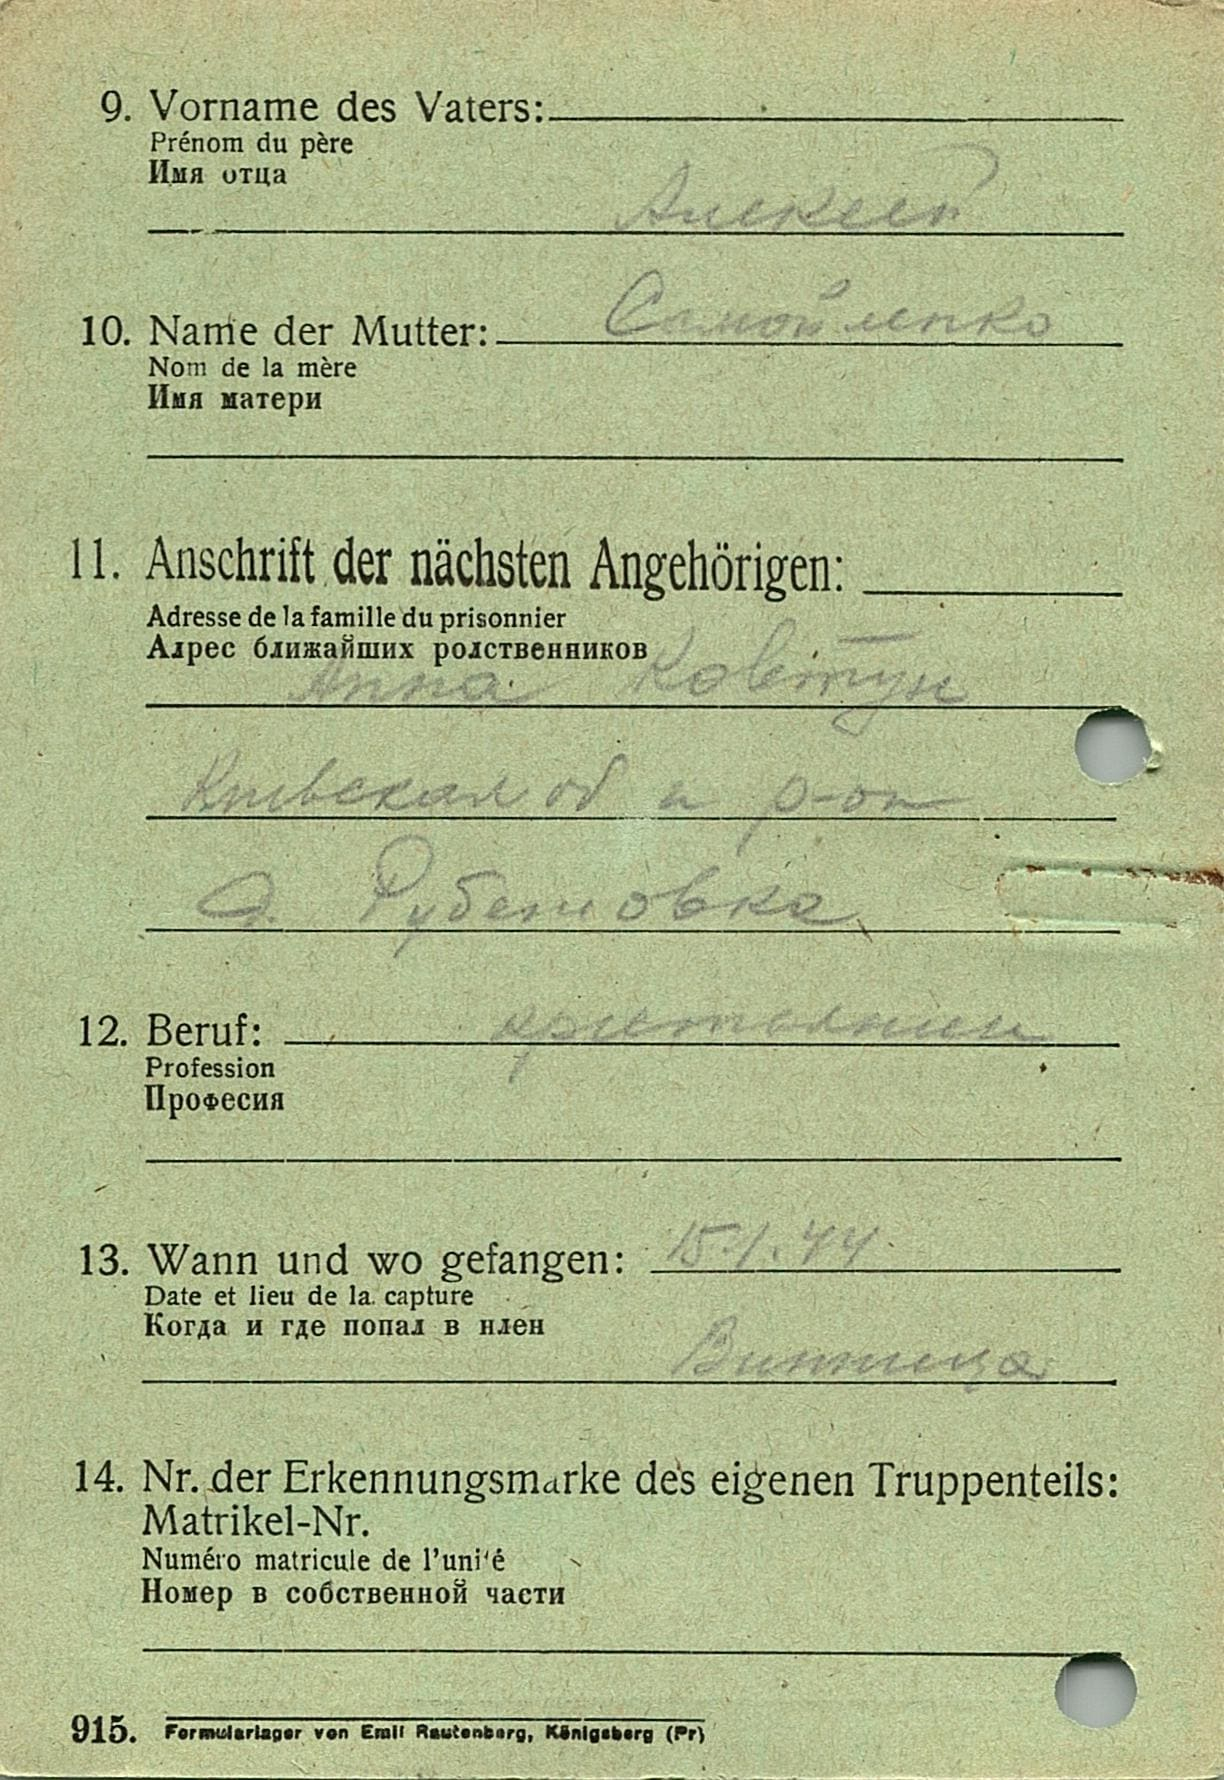 9. Vorname des Vaters:
Prénom du père
Имя отца
Алексей
10. Name der Mutter: Самойленко
Nom de la mère
Имя матери
11. Anschrift der nächsten Angehörigen:
Adresse de la famille du prisonnier
Адрес ближайших родственников
Анна Ковтун
Киевская об и р-он
Рубежовка
12. Beruf:
Profession
Професия
13. Wann und wo gefangen: 15.1.44
Date et lieu de la capture
Когда и где попал в плен
Винница
14. Nr. der Erkennungsmarke des eigenen Truppenteils:
Matrikel-Nr.
Numéro matricule de l'unité
Номер в собственной части
915. Formularlager von Emil Rautenberg, Königsberg (Pr)